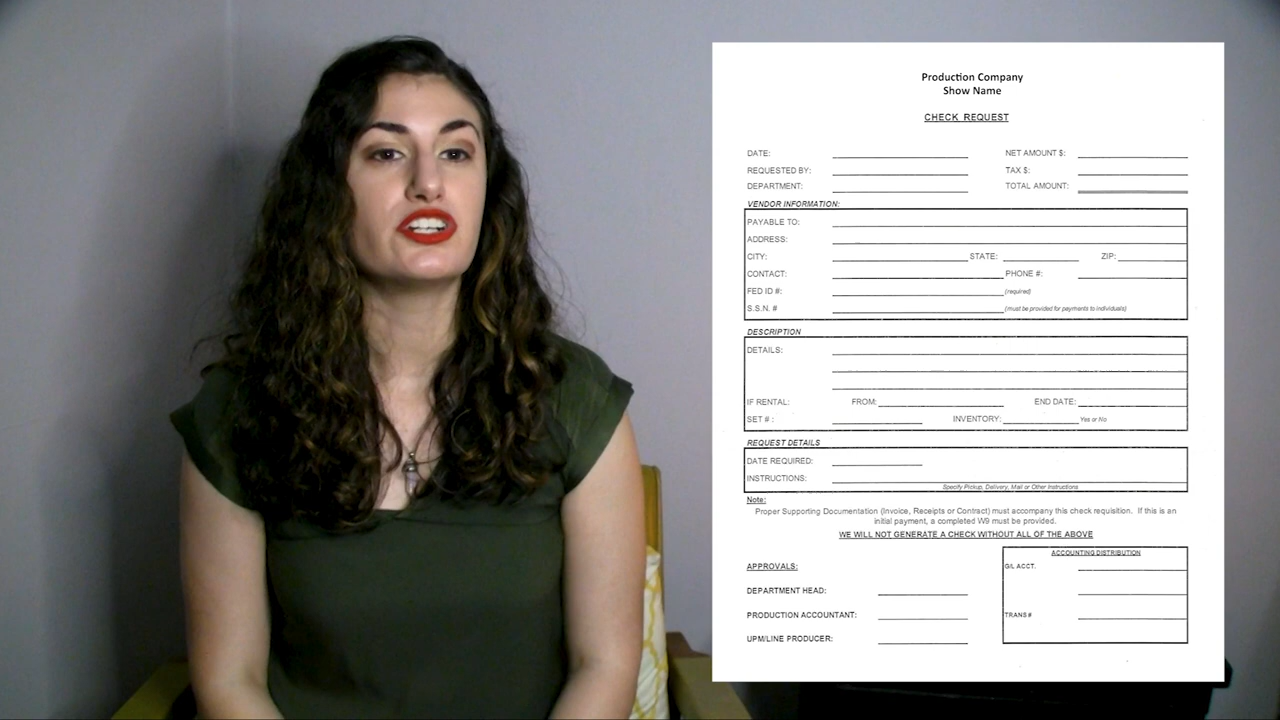 Production Company
Show Name
CHECK REQUEST
DATE: NET AMOUNT $:
REQUESTED BY: TAX $:
DEPARTMENT: TOTAL AMOUNT:
VENDOR INFORMATION:
PAYABLE TO:
ADDRESS:
CITY: STATE: ZIP:
CONTACT: PHONE #:
FED ID #: (required)
S.S.N. # (must be provided for payments to individuals)
DESCRIPTION
DETAILS:
IF RENTAL: FROM: END DATE:
SET # : INVENTORY: Yes or No
REQUEST DETAILS
DATE REQUIRED:
INSTRUCTIONS:
Specify Pickup, Delivery, Mail or Other Instructions
Note:
Proper Supporting Documentation (Invoice, Receipts or Contract) must accompany this check requisition. If this is an
initial payment, a completed W9 must be provided.
WE WILL NOT GENERATE A CHECK WITHOUT ALL OF THE ABOVE
ACCOUNTING DISTRIBUTION
APPROVALS: G/L ACCT.
DEPARTMENT HEAD:
PRODUCTION ACCOUNTANT: TRANS #
UPM/LINE PRODUCER: